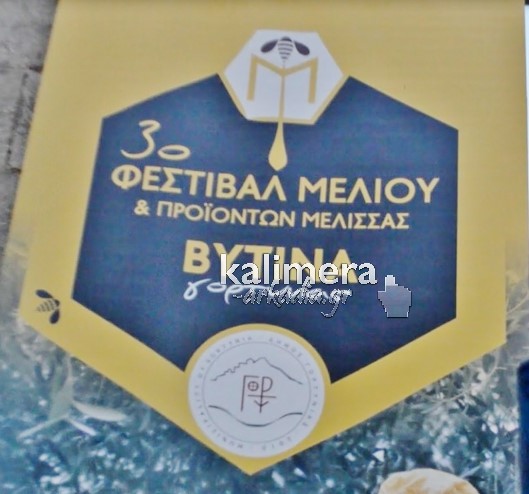 3ο
ΦΕΣΤΙΒΑΛ ΜΕΛΙΟΥ
& ΠΡΟΪΟΝΤΩΝ ΜΕΛΙΣΣΑΣ
ΒΥΤΙΝΑ
kalimera
-arkadia.gr